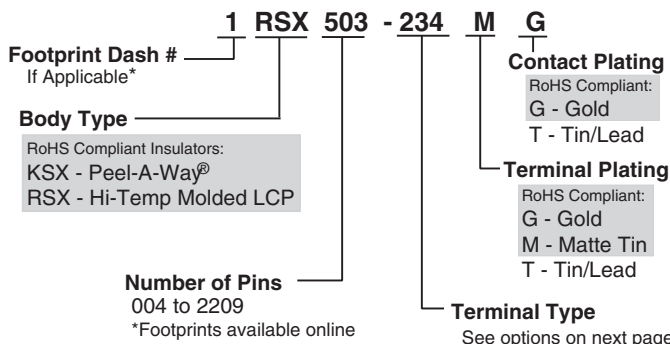 1 RSX 503 - 234 M G
Footprint Dash #
If Applicable*
Body Type
RoHS Compliant Insulators:
KSX - Peel-A-Way®
RSX - Hi-Temp Molded LCP
Number of Pins
004 to 2209
*Footprints available online
Contact Plating
RoHS Compliant:
G - Gold
T - Tin/Lead
Terminal Plating
RoHS Compliant:
G - Gold
M - Matte Tin
T - Tin/Lead
Terminal Type
See options on next page